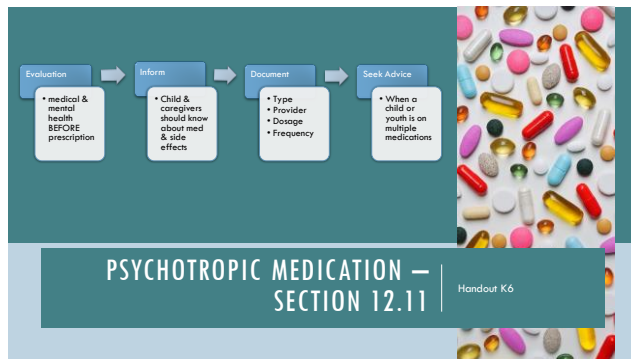 Evaluation
• medical &
mental
health
BEFORE
prescription
Inform
• Child &
caregivers
should know
about med
& side
effects
Document
• Type
• Provider
• Dosage
• Frequency
Seek Advice
• When a
child or
youth is on
multiple
medications
PSYCHOTROPIC MEDICATION –
SECTION 12.11
Handout K6